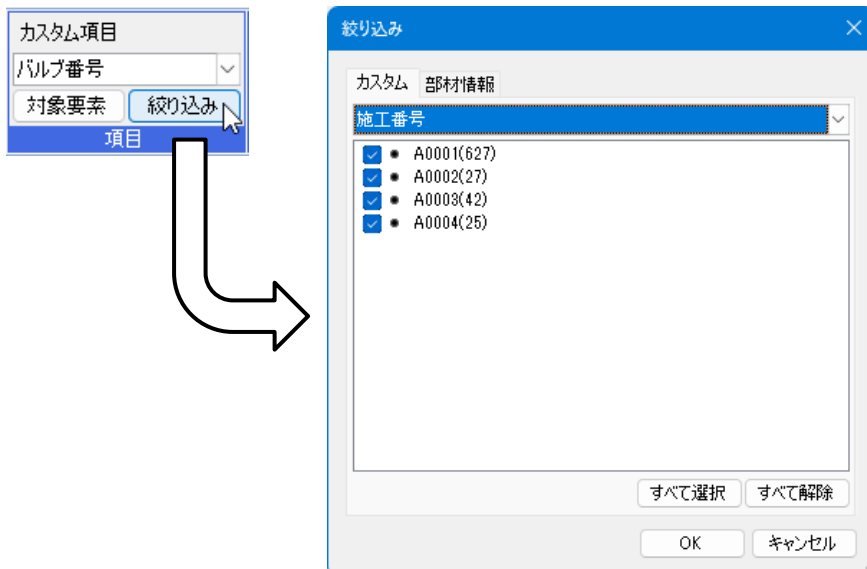 カスタム項目
バルブ番号
対象要素 絞り込み
項目
絞り込み
カスタム 部材情報
施工番号
A0001(627)
A0002(27)
A0003(42)
A0004(25)
すべて選択 すべて解除
OK キャンセル